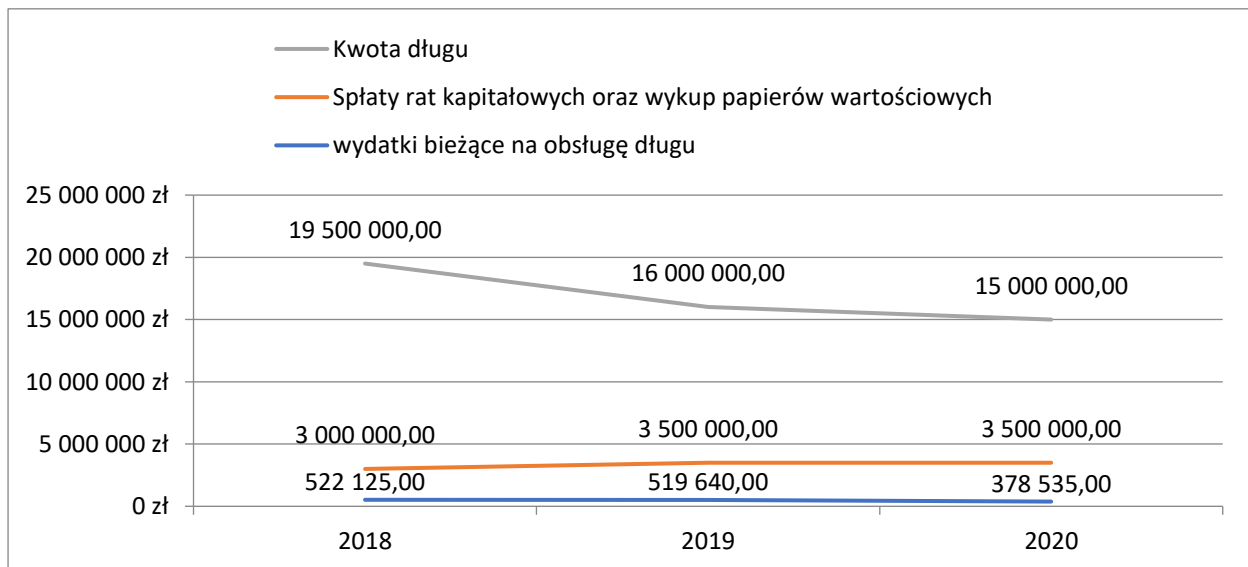 Kwota długu
Spłaty rat kapitałowych oraz wykup papierów wartościowych
wydatki bieżące na obsługę długu
25 000 000 zł
20 000 000 zł
15 000 000 zł
10 000 000 zł
5 000 000 zł
0 zł
19 500 000,00
16 000 000,00
15 000 000,00
3 000 000,00
3 500 000,00
3 500 000,00
522 125,00
519 640,00
378 535,00
2018
2019
2020